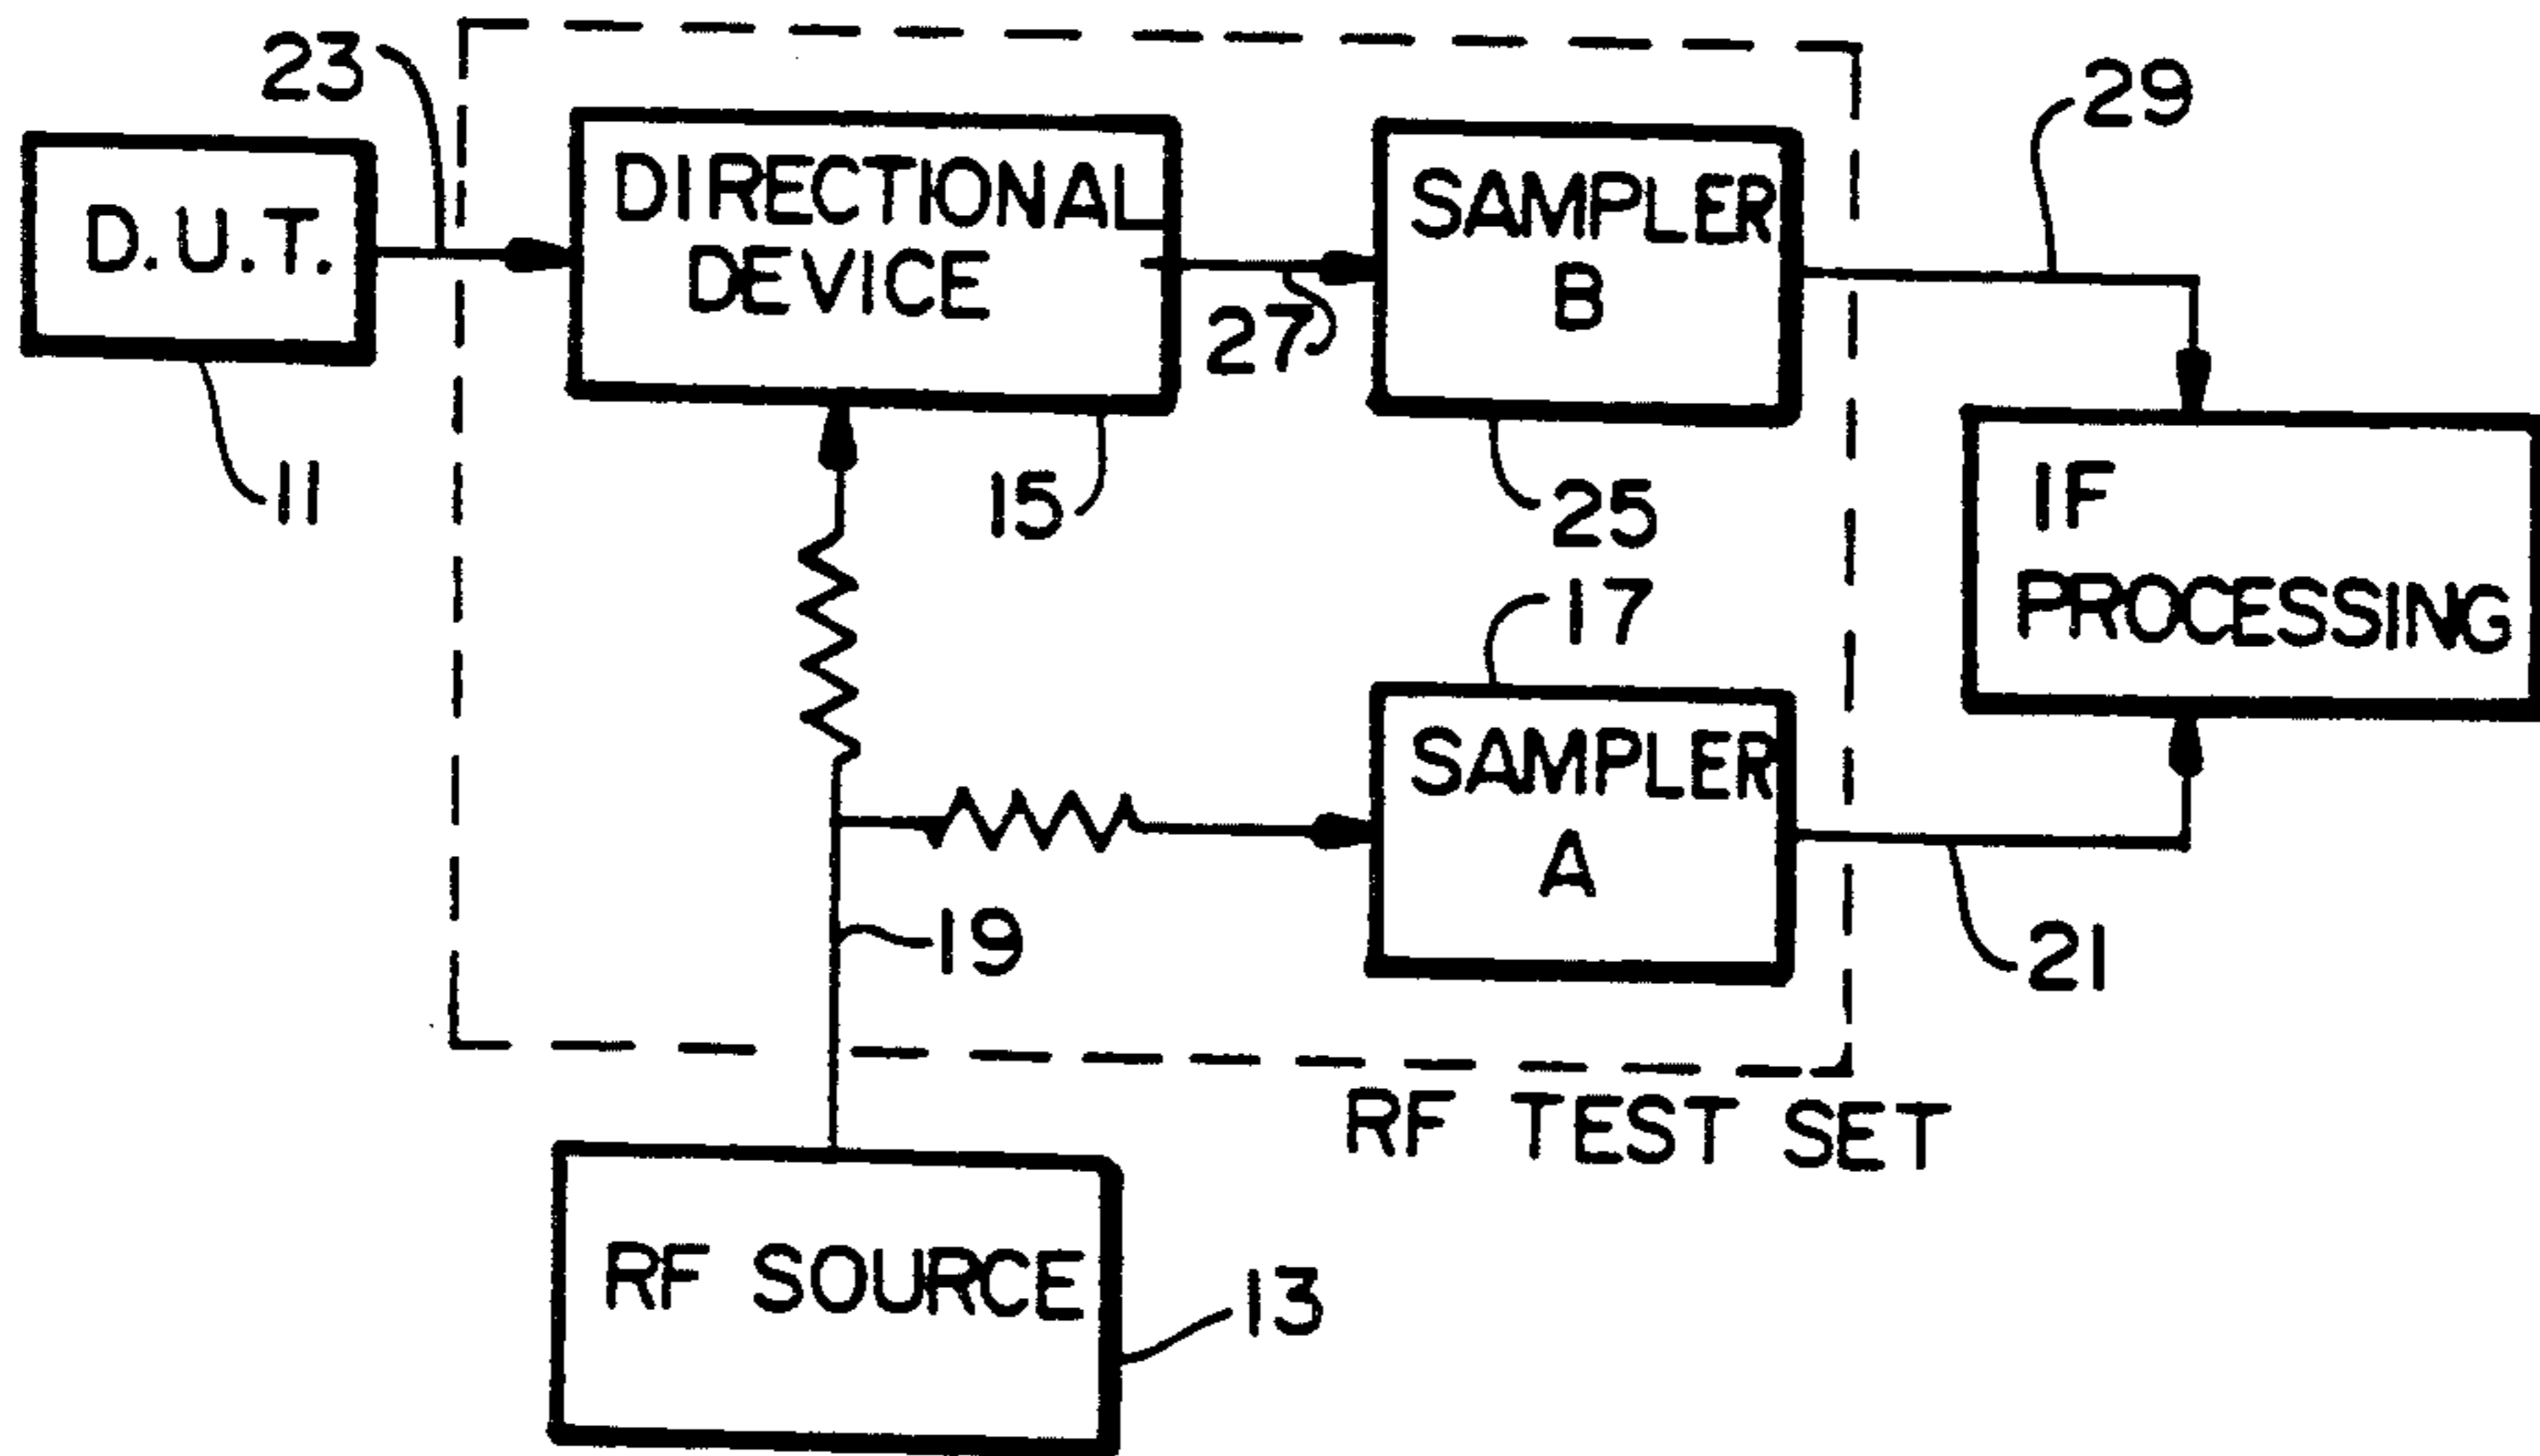 23
29
D.U.T.
DIRECTIONAL
DEVICE
SAMPLER
B
27
11
15
25
IF
PROCESSING
17
SAMPLER
A
19
21
RF TEST SET
RF SOURCE
13